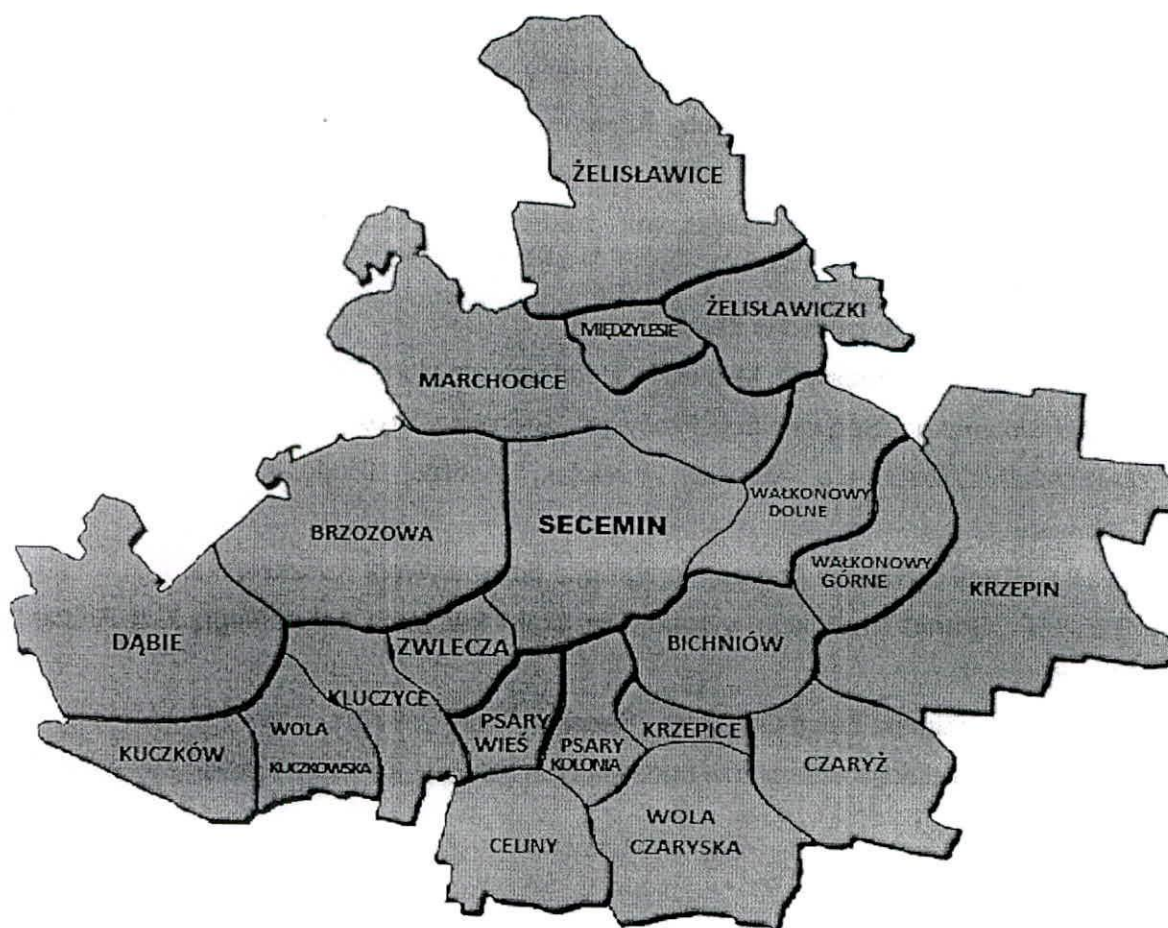 ŻELISŁAWICE
ŻELISŁAWICZKI
MIĘDZYLESIE
MARCHOCICE
WAŁKONOWY
DOLNE
SECEMIN
BRZOZOWA
WAŁKONOWY
GÓRNE
KRZEPIN
DĄBIE
ZWLECZA
BICHNIÓW
KLUCZYCE
WOLA
KUCZKOWSKA
PSARY
WIEŚ
PSARY
KOLONIA
KRZEPICE
KUCZKÓW
CZARYŻ
WOLA
CZARYSKA
CELINY